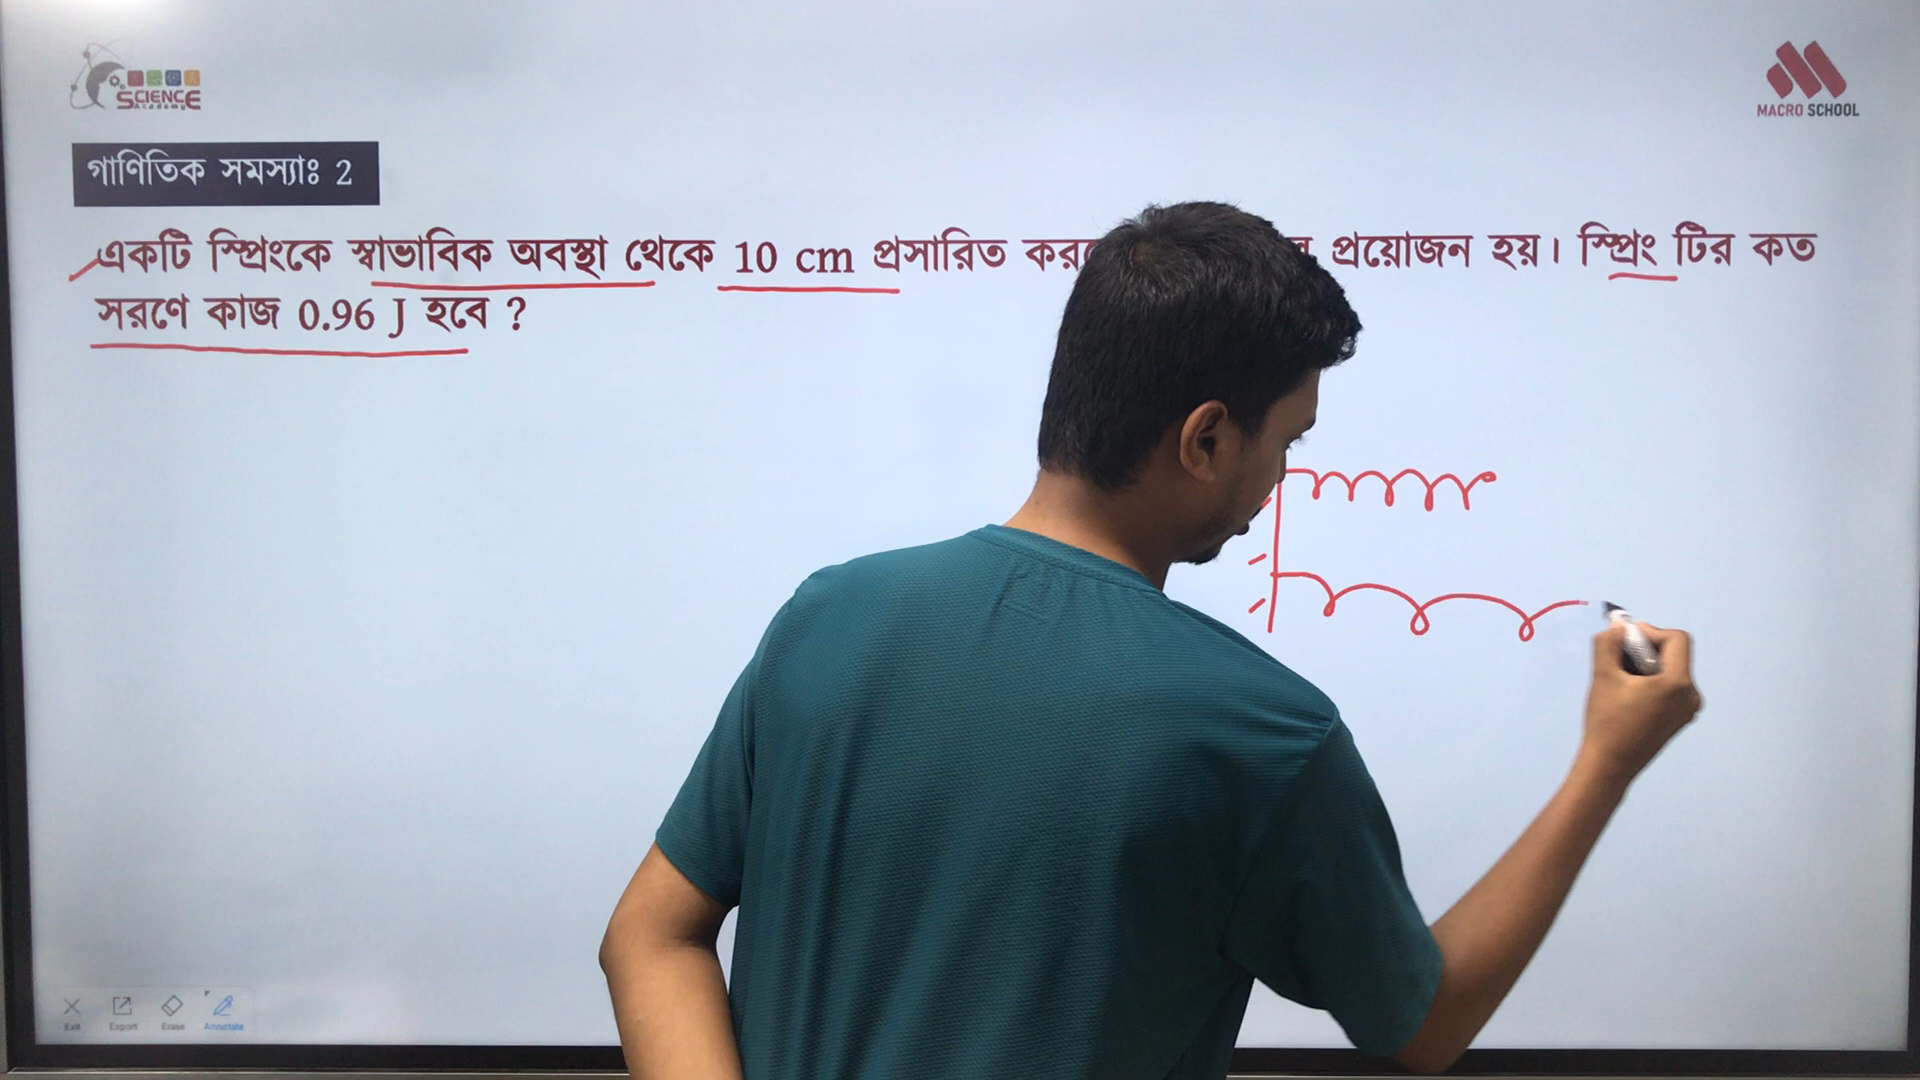 SCIENCE
Academy
MACRO SCHOOL
গাণিতিক সমস্যাঃ 2
একটি স্প্রিংকে স্বাভাবিক অবস্থা থেকে 10 cm প্রসারিত প্রয়োজন হয়। স্প্রিং টির কত
সরণে কাজ 0.96 J হবে ?
Exit Export Erase Annotate